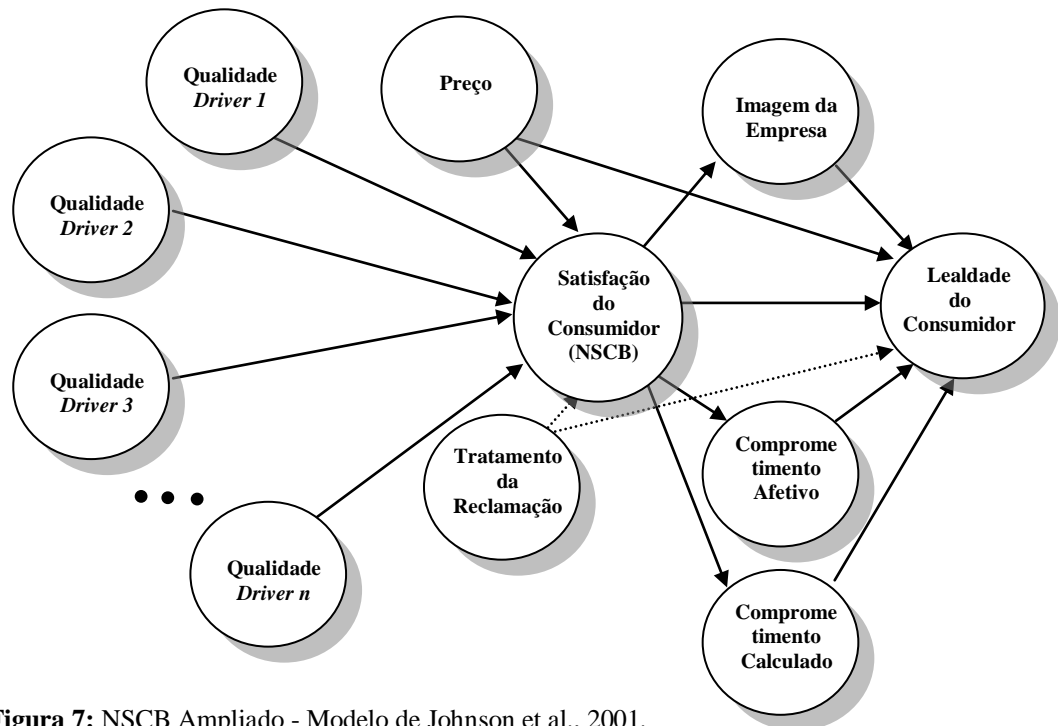 Qualidade
Driver 1
Preço
Imagem da
Empresa
Qualidade
Driver 2
Satisfação
do
Consumidor
(NSCB)
Lealdade
do
Consumidor
Qualidade
Driver 3
Tratamento
da
Reclamação
Comprome
timento
Afetivo
Qualidade
Driver n
Comprome
timento
Calculado
Figura 7: NSCB Ampliado - Modelo de Johnson et al., 2001.